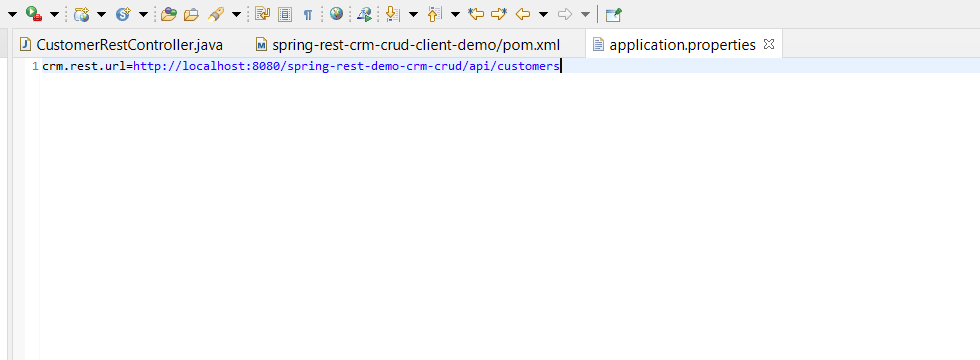 CustomerRestController.java
spring-rest-crm-crud-client-demo/pom.xml
application.properties
1 crm.rest.url=http://localhost:8080/spring-rest-demo-crm-crud/api/customers